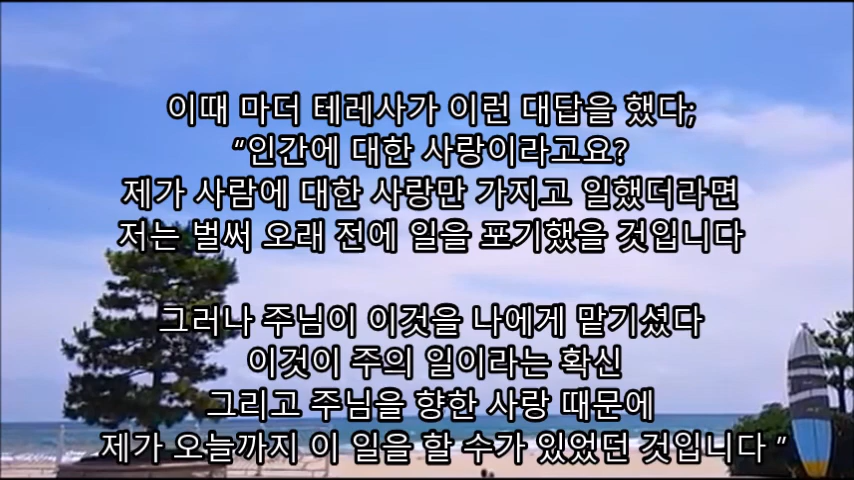 이때 마더 테레사가 이런 대답을 했다;
“인간에 대한 사랑이라고요?
제가 사람에 대한 사랑만 가지고 일했더라면
저는 벌써 오래 전에 일을 포기했을 것입니다
그러나 주님이 이것을 나에게 맡기셨다
이것이 주의 일이라는 확신
그리고 주님을 향한 사랑 때문에
제가 오늘까지 이 일을 할 수가 있었던 것입니다 ”